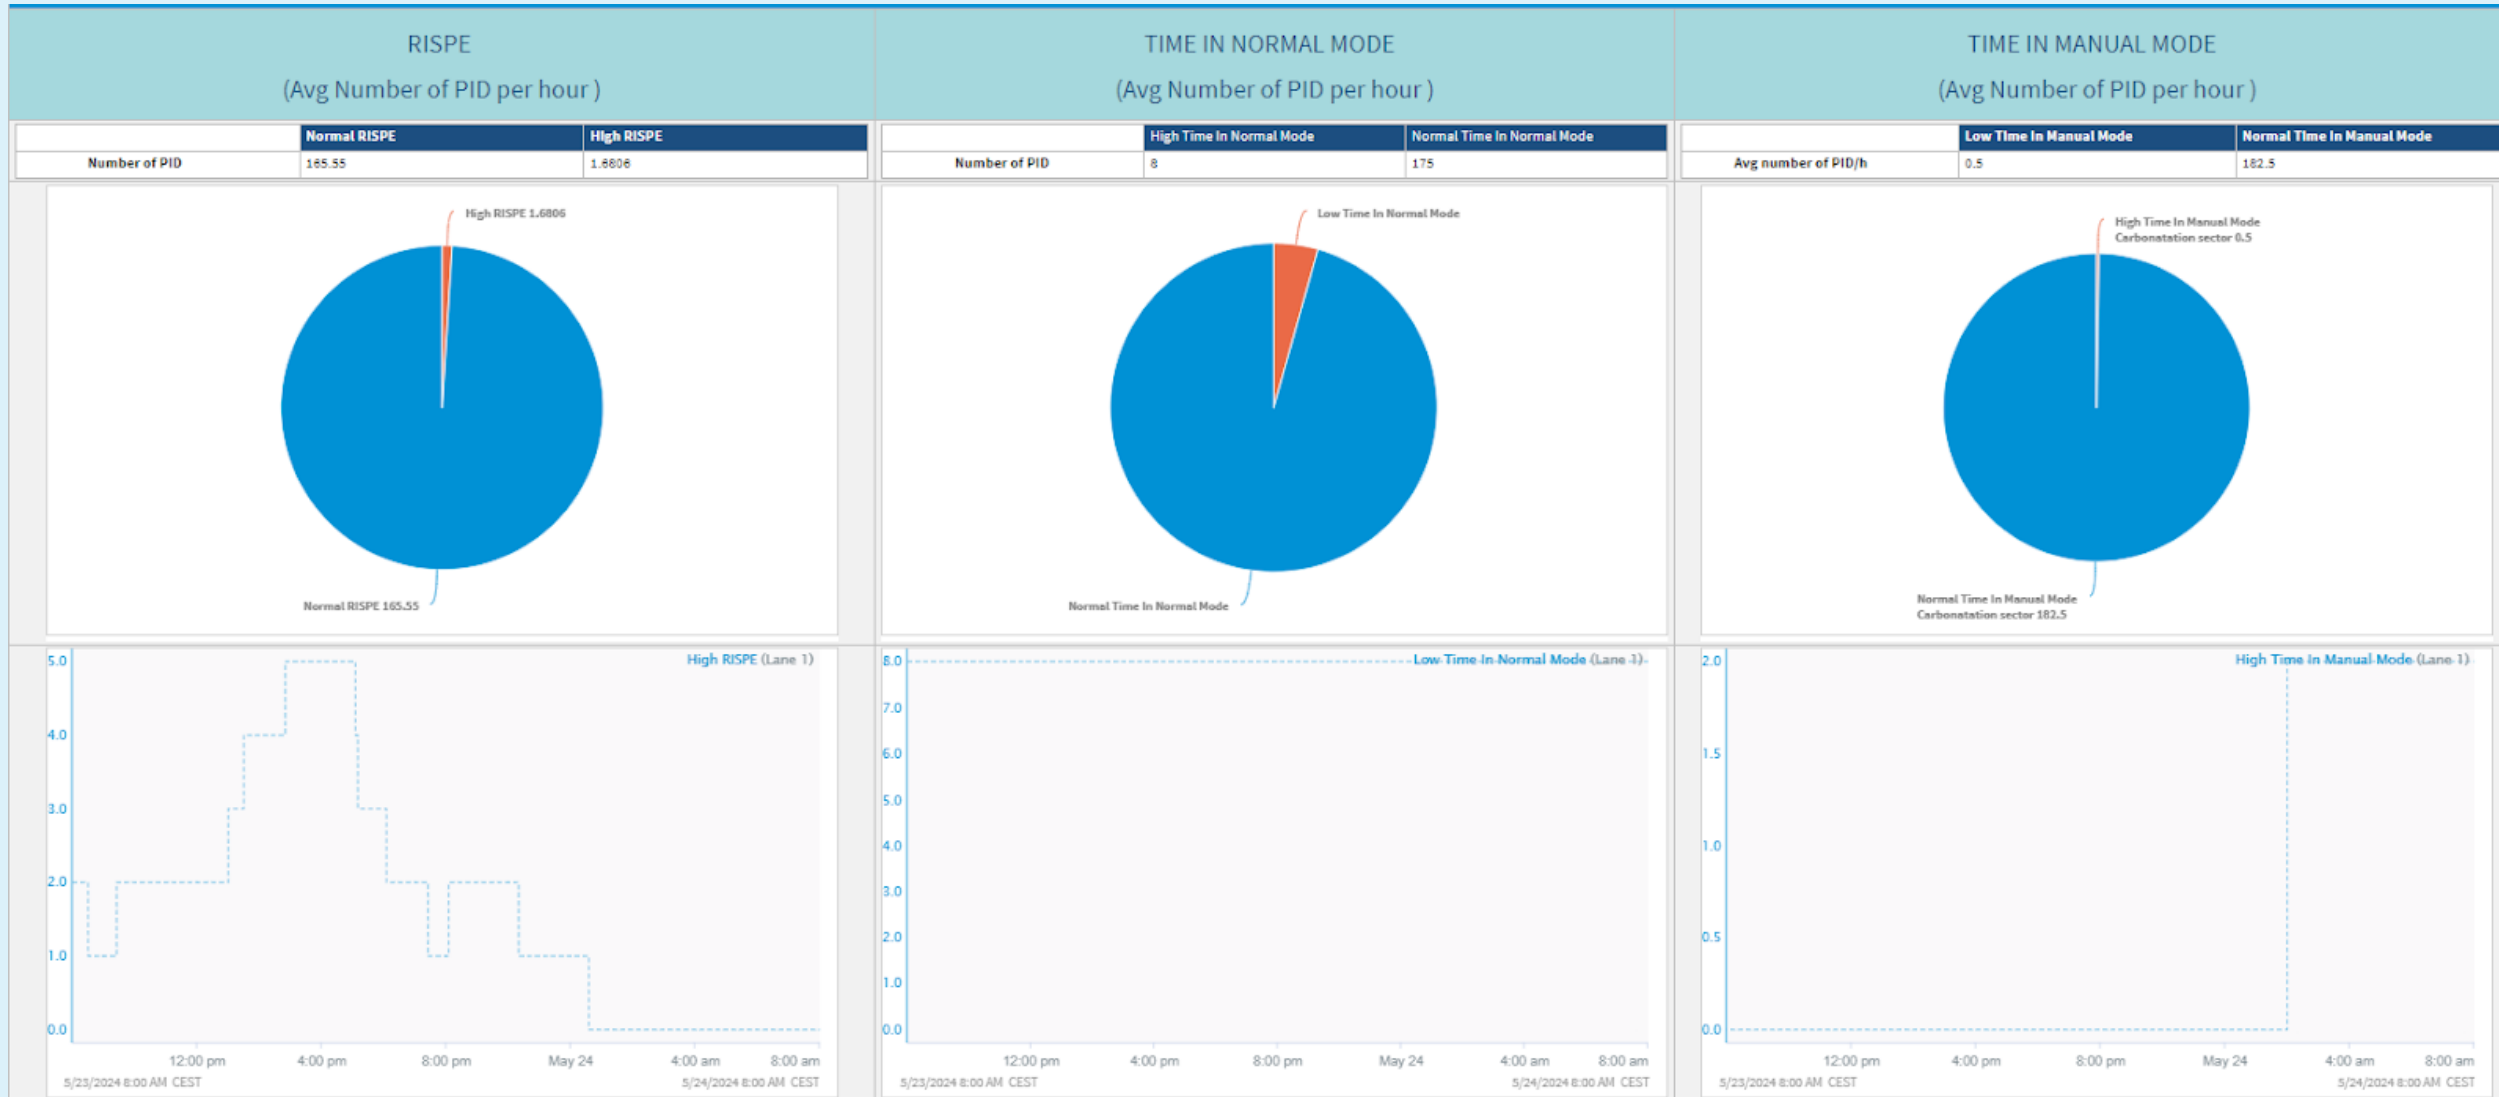 RISPE
(Avg Number of PID per hour )
TIME IN NORMAL MODE
(Avg Number of PID per hour )
TIME IN MANUAL MODE
(Avg Number of PID per hour )
Normal RISPE High RISPE
Number of PID 165.55 1.6806
High Time In Normal Mode Normal Time In Normal Mode
Number of PID 8 175
Low Time In Manual Mode Normal Time In Manual Mode
Avg number of PID/h 0.5 182.5
High RISPE 1.6806
Normal RISPE 165.55
Low Time In Normal Mode
Normal Time In Normal Mode
High Time In Manual Mode
Carbonatation sector 0.5
Normal Time In Manual Mode
Carbonatation sector 182.5
High RISPE (Lane 1)
5.0
4.0
3.0
2.0
1.0
0.0
12:00 pm 4:00 pm 8:00 pm May 24 4:00 am 8:00 am
5/23/2024 8:00 AM CEST 5/24/2024 8:00 AM CEST
Low Time In Normal Mode (Lane 1)
8.0
7.0
6.0
5.0
4.0
3.0
2.0
1.0
0.0
12:00 pm 4:00 pm 8:00 pm May 24 4:00 am 8:00 am
5/23/2024 8:00 AM CEST 5/24/2024 8:00 AM CEST
High Time In Manual Mode (Lane 1)
2.0
1.5
1.0
0.5
0.0
12:00 pm 4:00 pm 8:00 pm May 24 4:00 am 8:00 am
5/23/2024 8:00 AM CEST 5/24/2024 8:00 AM CEST